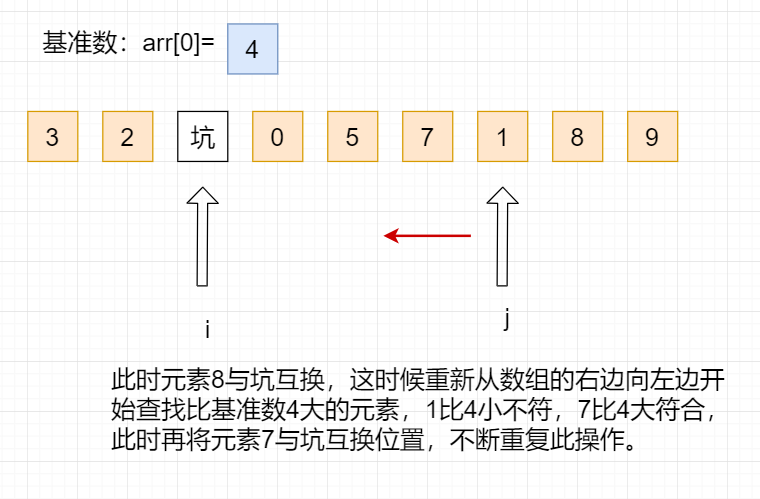 基准数：arr[0]= 4
3 2 坑 0 5 7 1 8 9
i j
此时元素8与坑互换，这时候重新从数组的右边向左边开
始查找比基准数4大的元素，1比4小不符，7比4大符合，
此时再将元素7与坑互换位置，不断重复此操作。